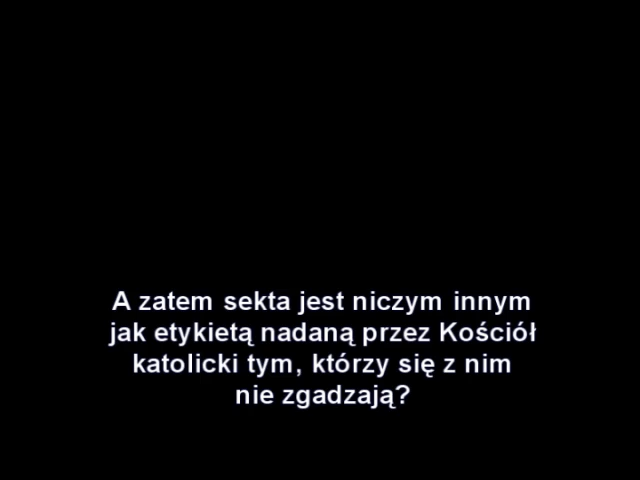 A zatem sekta jest niczym innym
jak etykietą nadaną przez Kościół
katolicki tym, którzy się z nim
nie zgadzają?